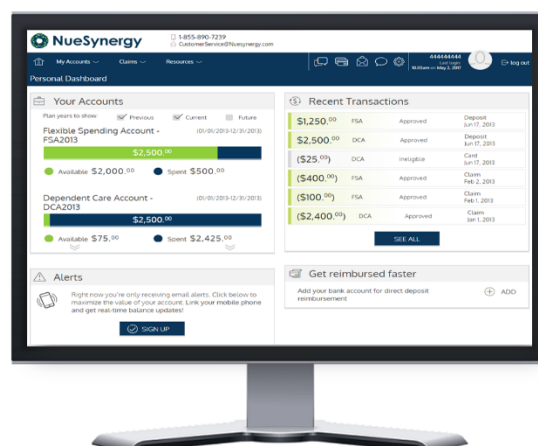 NueSynergy
1-855-890-7239
CustomerService@Nuesynergy.com
My Accounts
Claims
Resources
444444444
Last login
log out
Personal Dashboard
Your Accounts
Plan years to show:
Previous
Current
Future
Flexible Spending Account -
FSA2013
(01/01/2013-12/31/2013)
$2,500.00
Available $2,000.00
Spent $500.00
Dependent Care Account -
DCA2013
(01/01/2013-12/31/2013)
$2,500.00
Available $75.00
Spent $2,425.00
Alerts
Right now you're only receiving email alerts. Click below to
maximize the value of your account. Link your mobile phone
and get real-time balance updates!
SIGN UP
Recent Transactions
$1,250.00 FSA Approved Deposit
Jun 17, 2013
$2,500.00 DCA Approved Deposit
Jun 17, 2013
($25.00) DCA Ineligible Card
Jun 17, 2013
($400.00) FSA Approved Claim
Feb 2, 2013
($100.00) FSA Approved Claim
Feb 1, 2013
($2,400.00) DCA Approved Claim
Jan 1, 2013
SEE ALL
Get reimbursed faster
Add your bank account for direct deposit
reimbursement
ADD